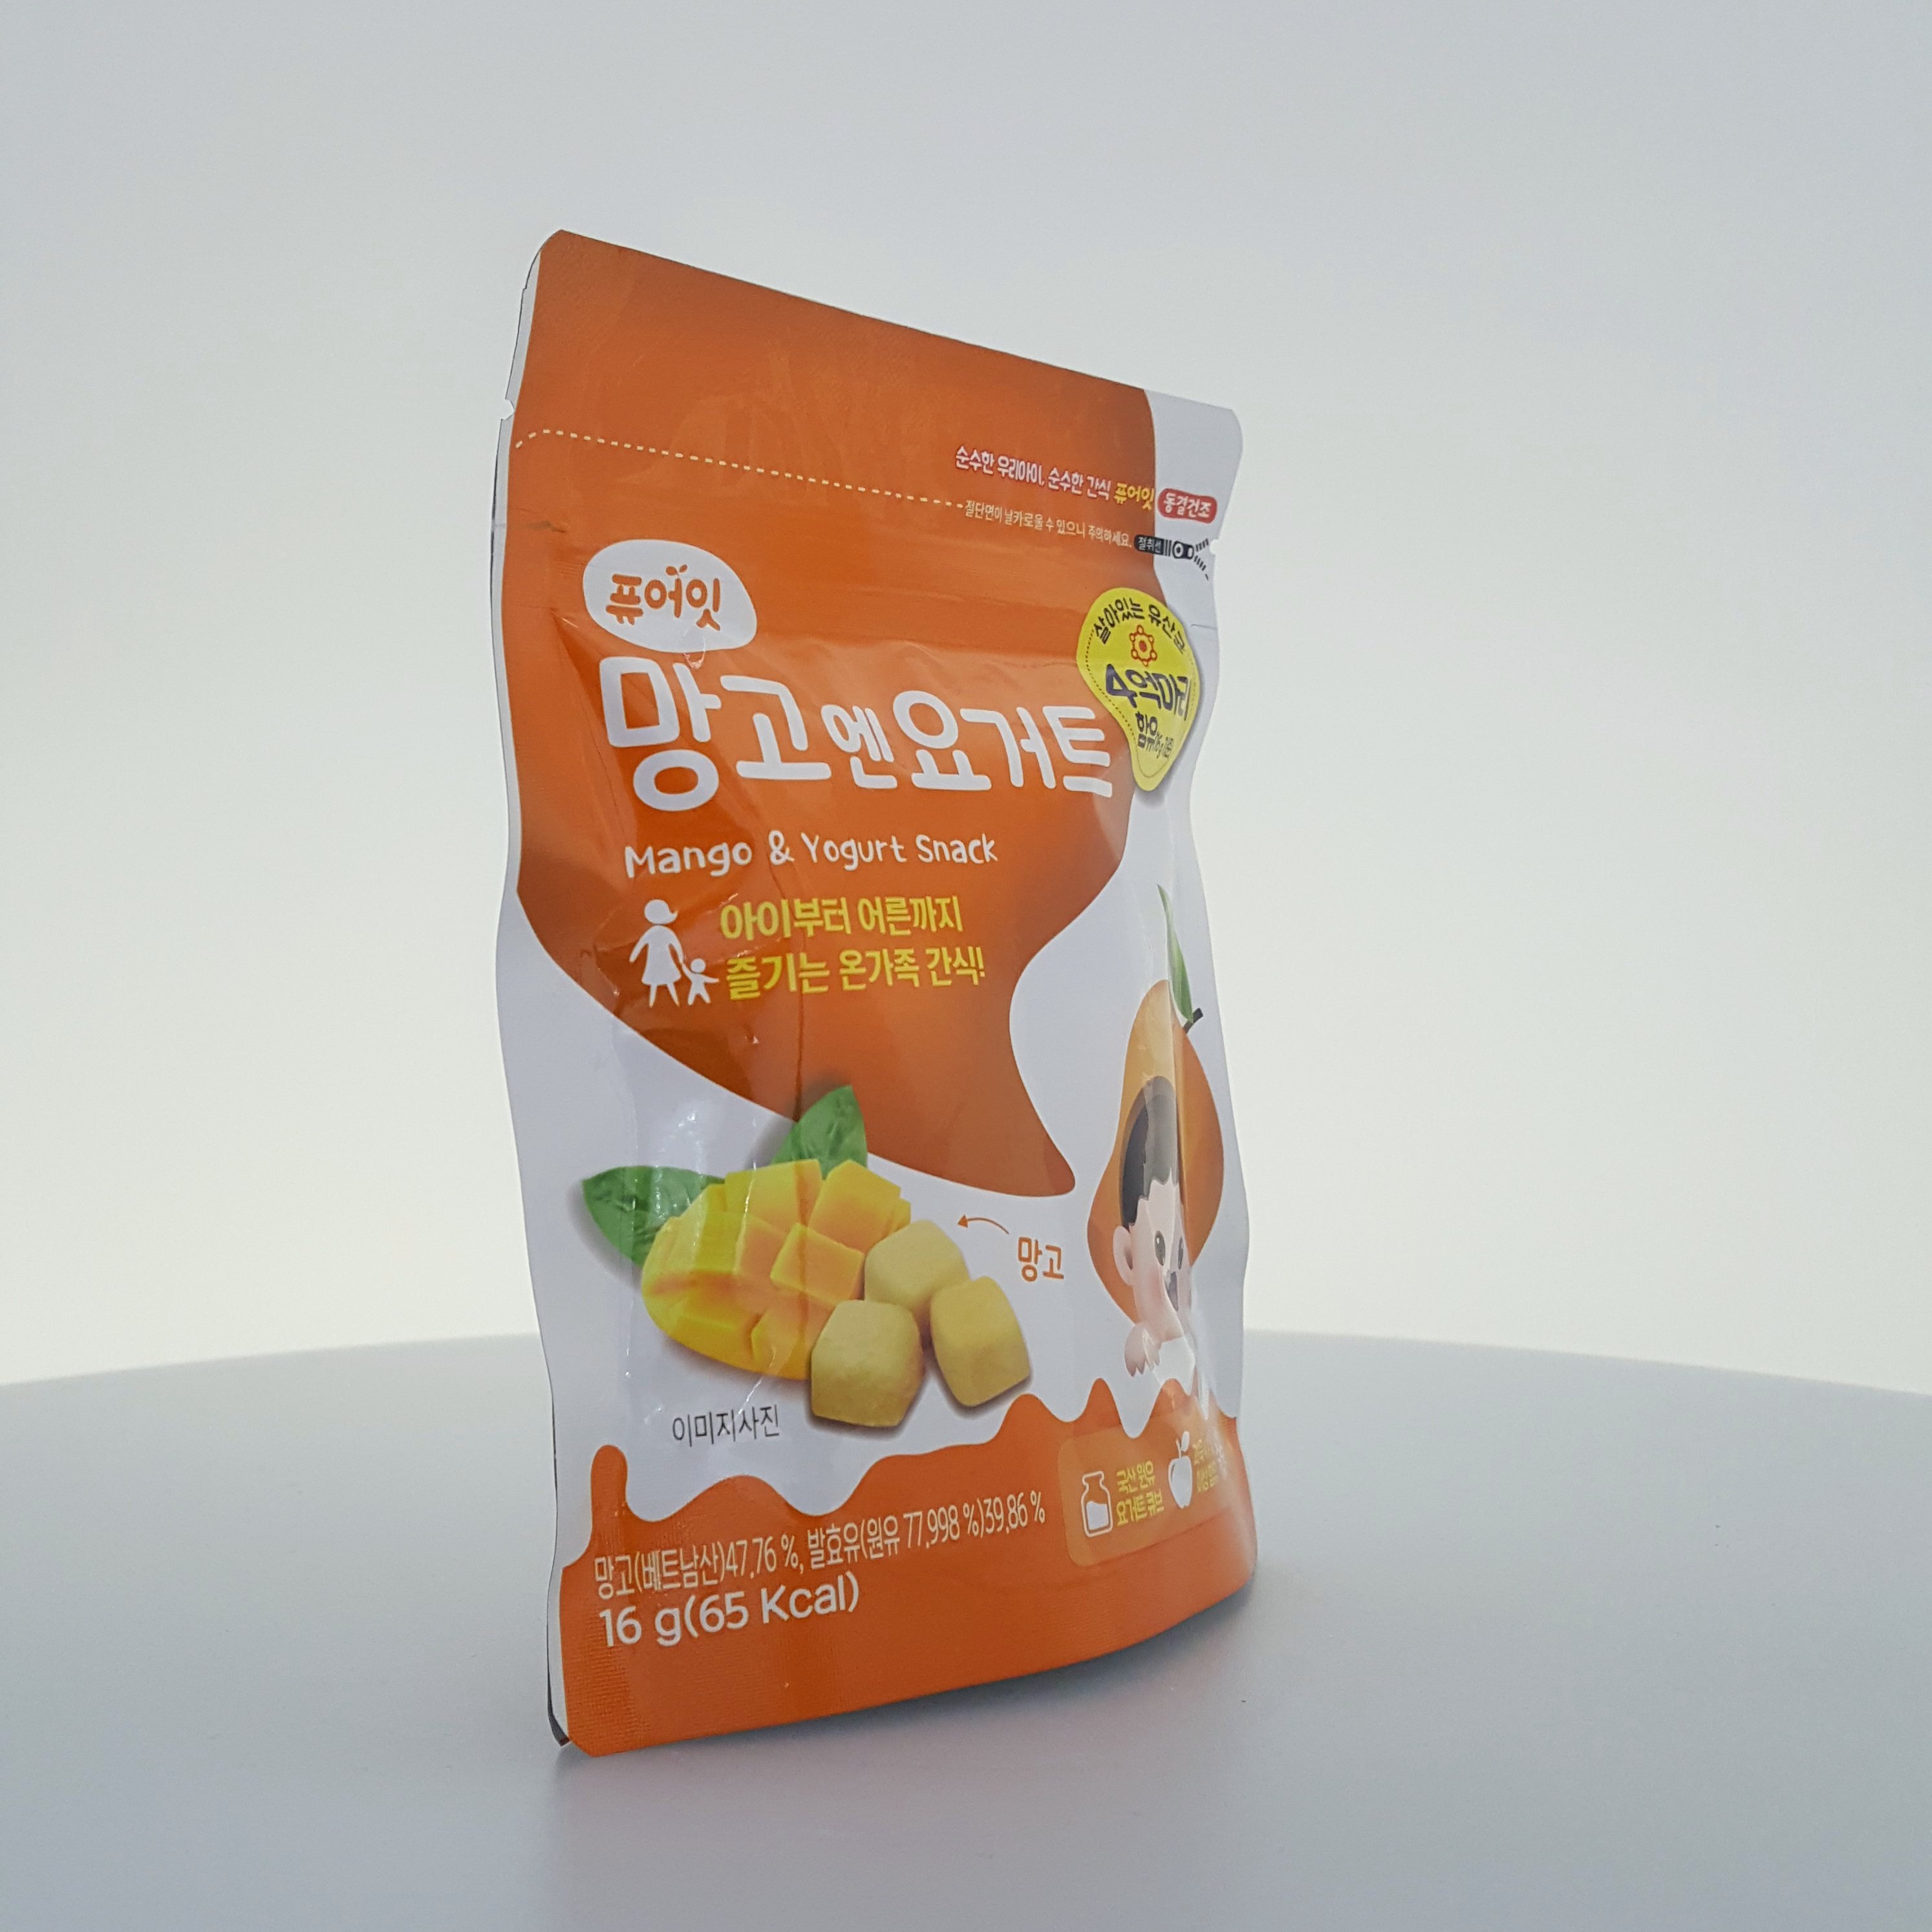 순수한 우리아이, 순수한 간식 퓨어잇 동결건조
절단면이 날카로울 수 있으니 주의하세요. 절취선
퓨어잇
살아있는 유산균
4억마리
함유
망고엔요거트
Mango & Yogurt Snack
아이부터 어른까지
즐기는 온가족 간식!
망고
이미지사진
국산 원유
요거트큐브
망고(베트남산)47.76 %, 발효유(원유 77.998 %)39.86 %
16 g(65 Kcal)